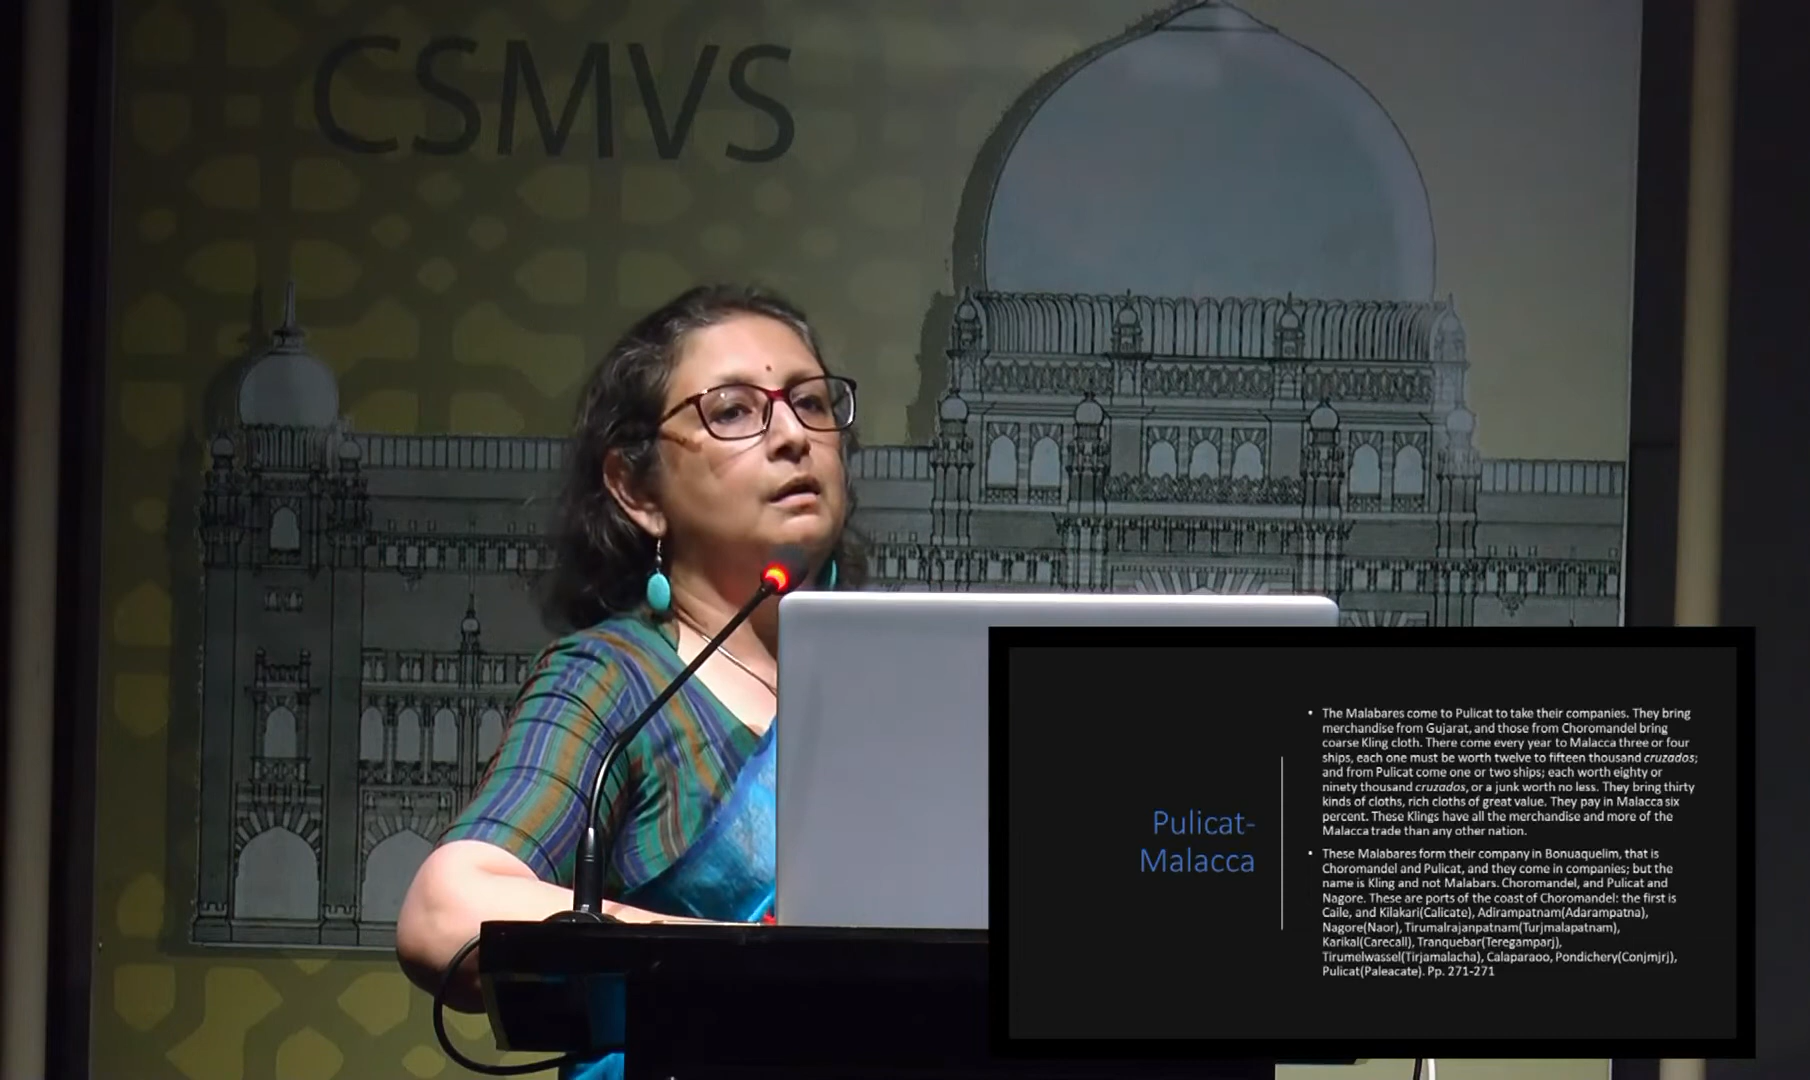 CSMVS
Pulicat-
Malacca
• The Malabares come to Pulicat to take their companies. They bring
merchandise from Gujarat, and those from Choromandel bring
coarse Kling cloth. There come every year to Malacca three or four
ships, each one must be worth twelve to fifteen thousand cruzados;
and from Pulicat come one or two ships; each worth eighty or
ninety thousand cruzados, or a junk worth no less. They bring thirty
kinds of cloths, rich cloths of great value. They pay in Malacca six
percent. These Klings have all the merchandise and more of the
Malacca trade than any other nation.
• These Malabares form their company in Bonuaquelim, that is
Choromandel and Pulicat, and they come in companies; but the
name is Kling and not Malabars. Choromandel, and Pulicat and
Nagore. These are ports of the coast of Choromandel: the first is
Caile, and Kilakari(Calicate), Adirampatnam(Adarampatna),
Nagore(Naor), Tirumalrajanpatnam(Turjmalapatnam),
Karikal(Carecall), Tranquebar(Teregamparj),
Tirumelwassel(Tirjamalacha), Calaparaoo, Pondichery(Conjmjrj),
Pulicat(Paleacate). Pp. 271-271